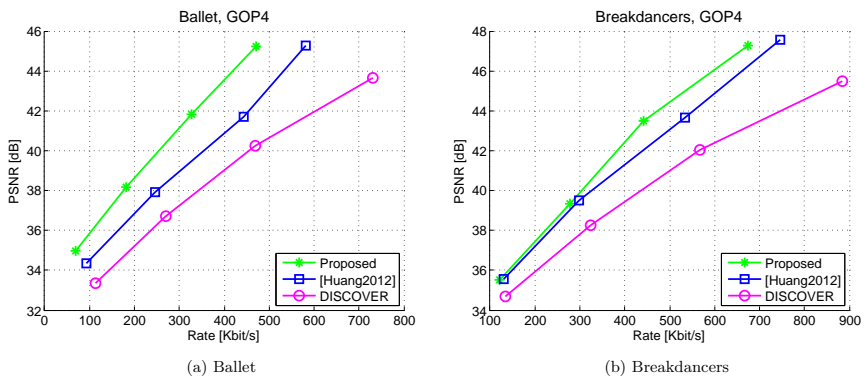 Ballet, GOP4
46
44
42
40
38
36
34
32
PSNR [dB]
0 100 200 300 400 500 600 700 800
Rate [Kbit/s]
Proposed
[Huang2012]
DISCOVER
(a) Ballet
Breakdancers, GOP4
48
46
44
42
40
38
36
34
PSNR [dB]
100 200 300 400 500 600 700 800 900
Rate [Kbit/s]
Proposed
[Huang2012]
DISCOVER
(b) Breakdancers